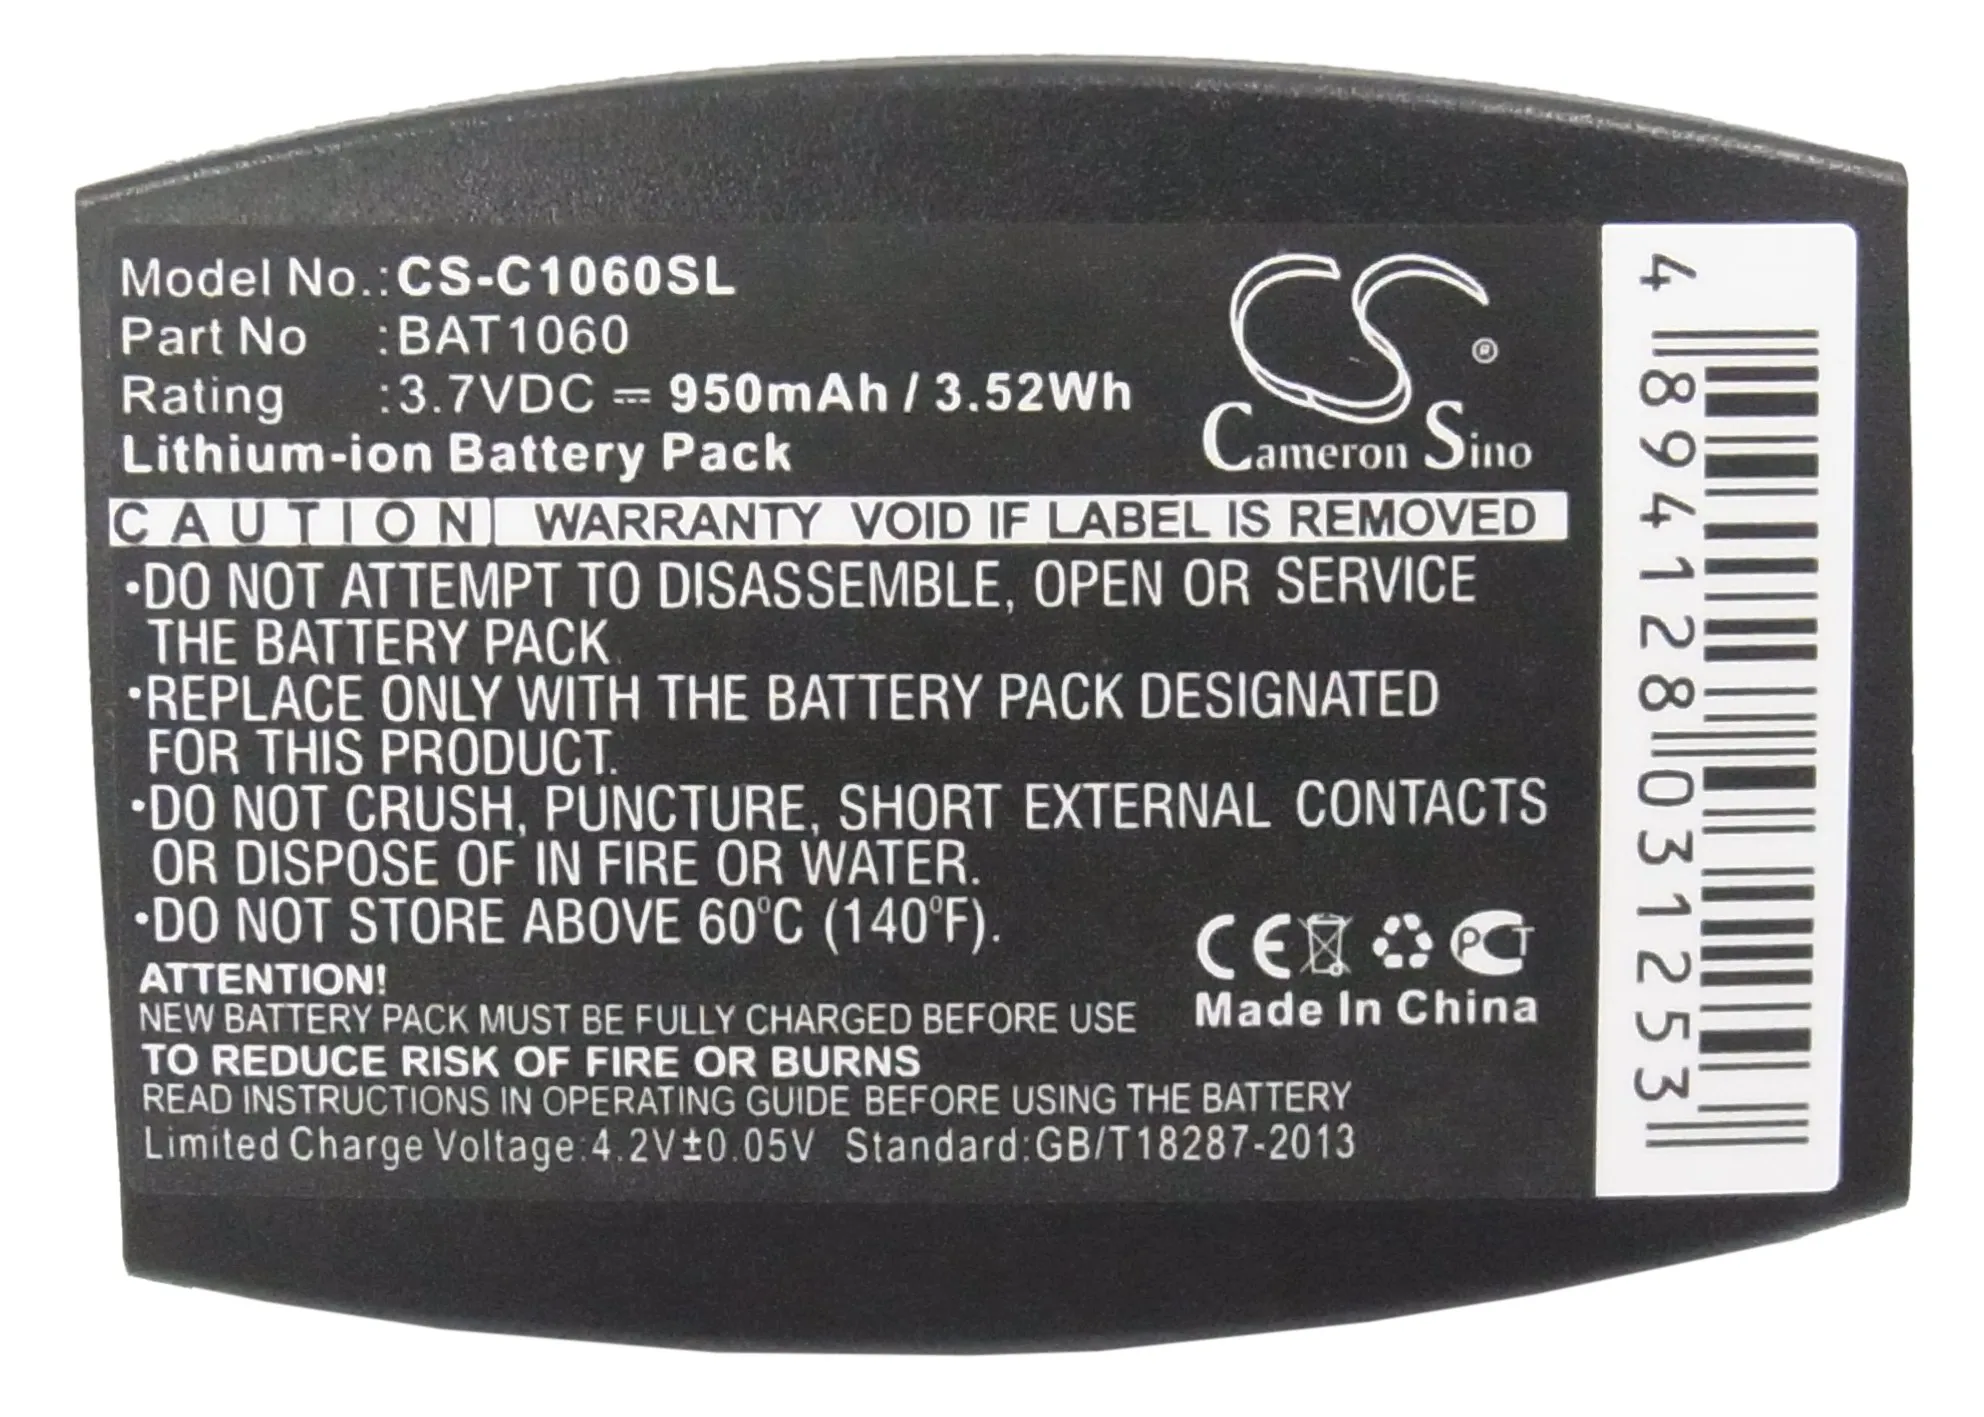 Model No.:CS-C1060SL
Part No :BAT1060
Rating :3.7VDC ⎓ 950mAh / 3.52Wh
Lithium-ion Battery Pack
CS®
Cameron Sino
CAUTION WARRANTY VOID IF LABEL IS REMOVED
•DO NOT ATTEMPT TO DISASSEMBLE, OPEN OR SERVICE
THE BATTERY PACK.
•REPLACE ONLY WITH THE BATTERY PACK DESIGNATED
FOR THIS PRODUCT.
•DO NOT CRUSH, PUNCTURE, SHORT EXTERNAL CONTACTS
OR DISPOSE OF IN FIRE OR WATER.
•DO NOT STORE ABOVE 60°C (140°F).
ATTENTION!
NEW BATTERY PACK MUST BE FULLY CHARGED BEFORE USE
TO REDUCE RISK OF FIRE OR BURNS
READ INSTRUCTIONS IN OPERATING GUIDE BEFORE USING THE BATTERY
Limited Charge Voltage:4.2V±0.05V Standard:GB/T18287-2013
CE PCT
Made In China
4 894128 031253